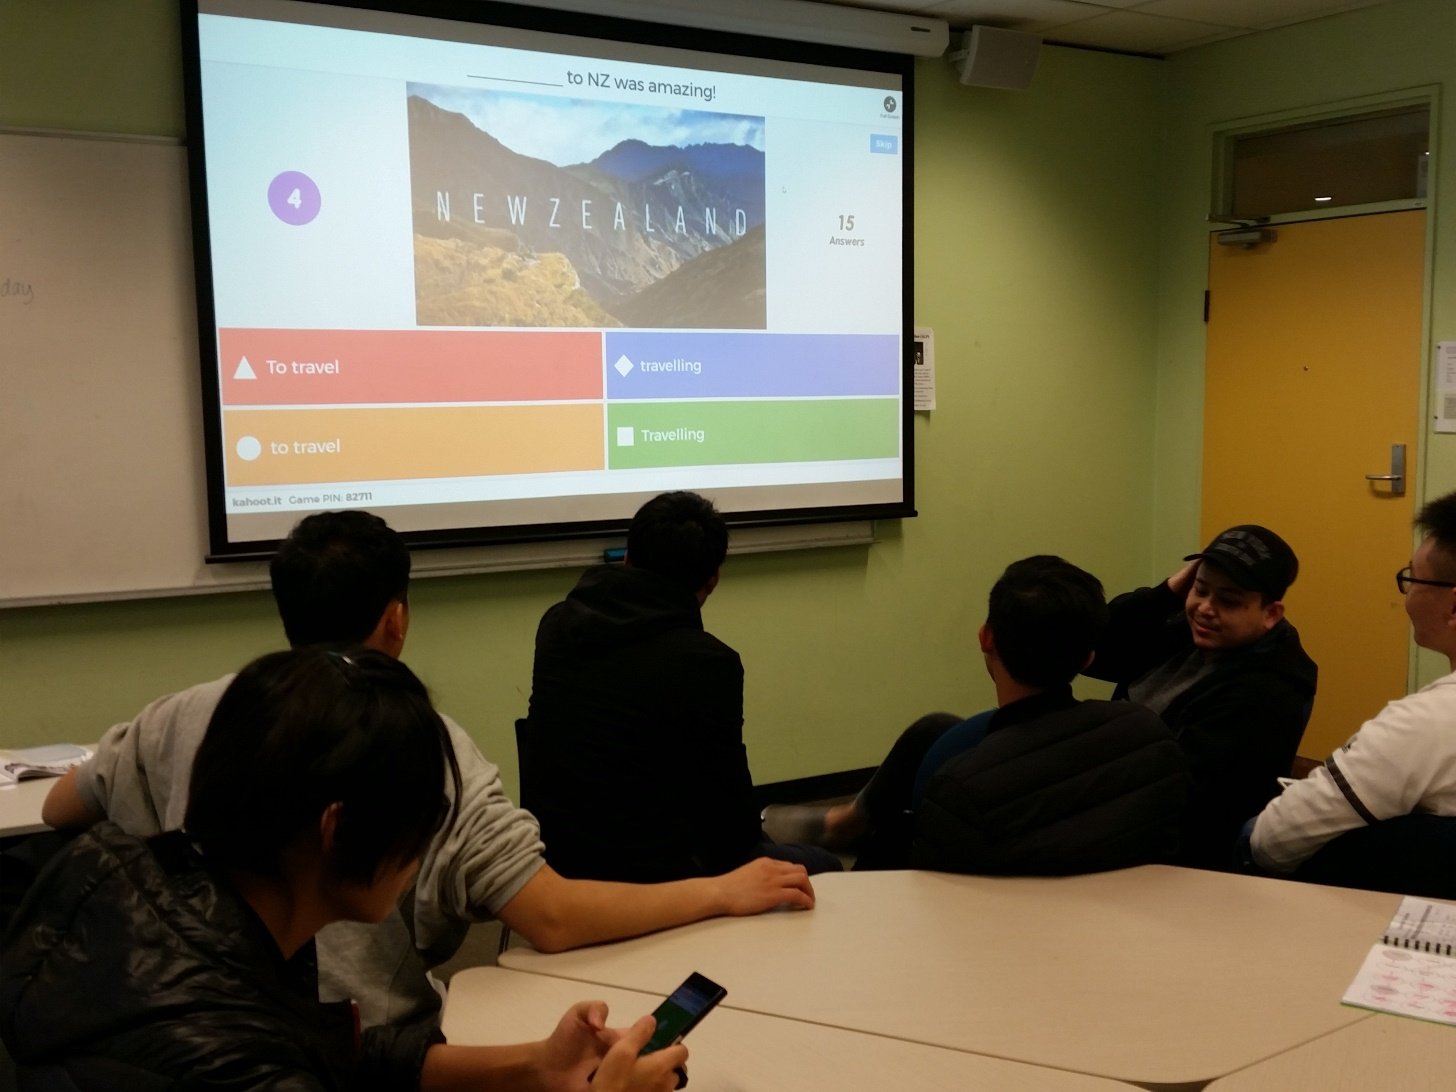 _________ to NZ was amazing!
Skip
4
NEWZEALAND
15
Answers
To travel
travelling
to travel
Travelling
kahoot.it Game PIN: 82711
day